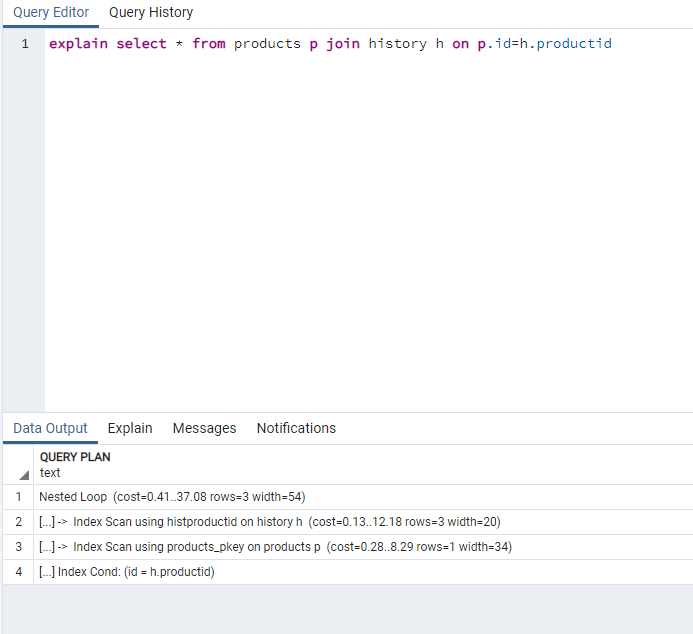 Query Editor Query History
1 explain select * from products p join history h on p.id=h.productid
Data Output Explain Messages Notifications
QUERY PLAN
text
1 Nested Loop (cost=0.41..37.08 rows=3 width=54)
2 [...] -> Index Scan using histproductid on history h (cost=0.13..12.18 rows=3 width=20)
3 [...] -> Index Scan using products_pkey on products p (cost=0.28..8.29 rows=1 width=34)
4 [...] Index Cond: (id = h.productid)